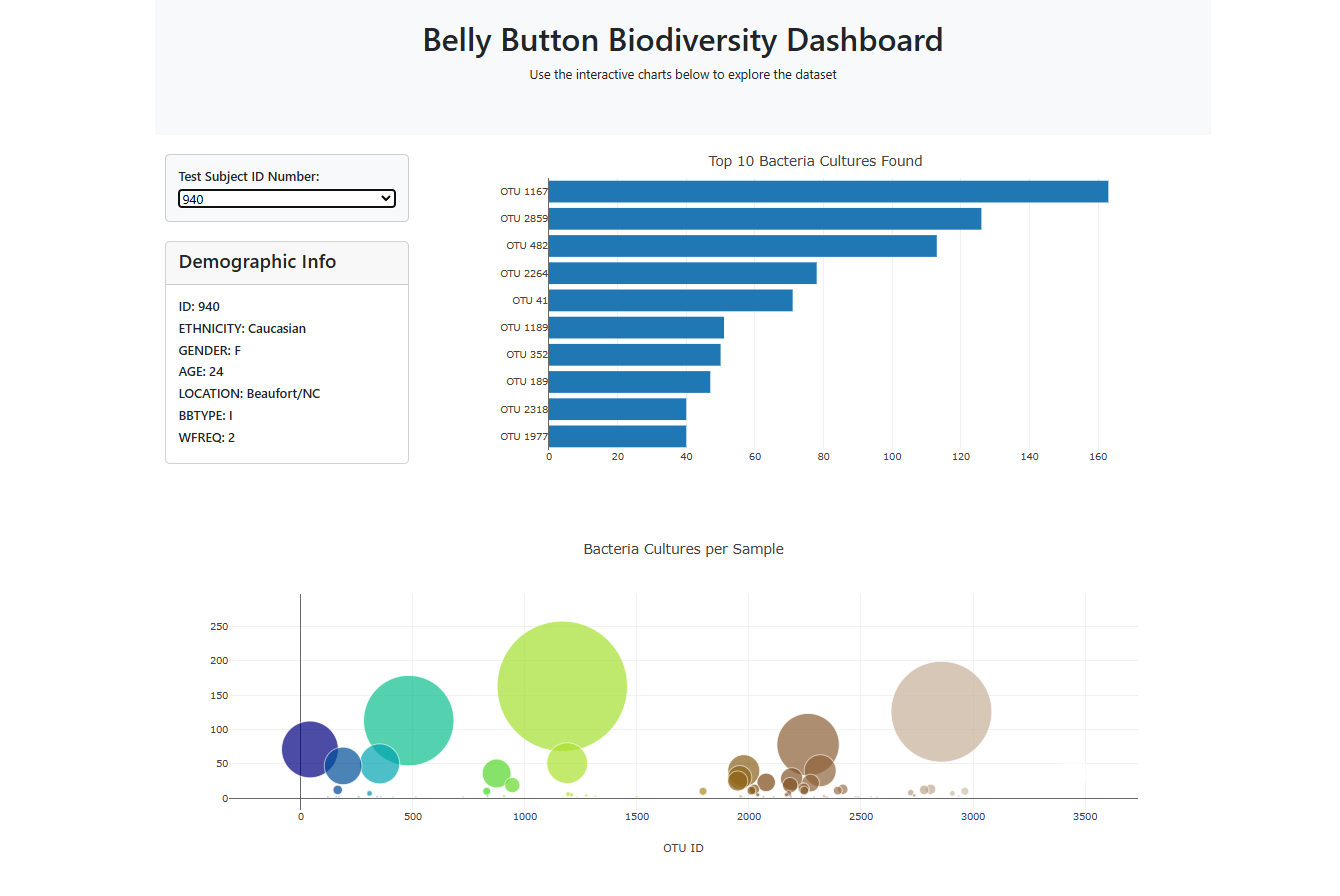 Belly Button Biodiversity Dashboard
Use the interactive charts below to explore the dataset
Test Subject ID Number:
940
Demographic Info
ID: 940
ETHNICITY: Caucasian
GENDER: F
AGE: 24
LOCATION: Beaufort/NC
BBTYPE: I
WFREQ: 2
Top 10 Bacteria Cultures Found
OTU 1167
OTU 2859
OTU 482
OTU 2264
OTU 41
OTU 1189
OTU 352
OTU 189
OTU 2318
OTU 1977
0 20 40 60 80 100 120 140 160
Bacteria Cultures per Sample
250
200
150
100
50
0
0 500 1000 1500 2000 2500 3000 3500
OTU ID